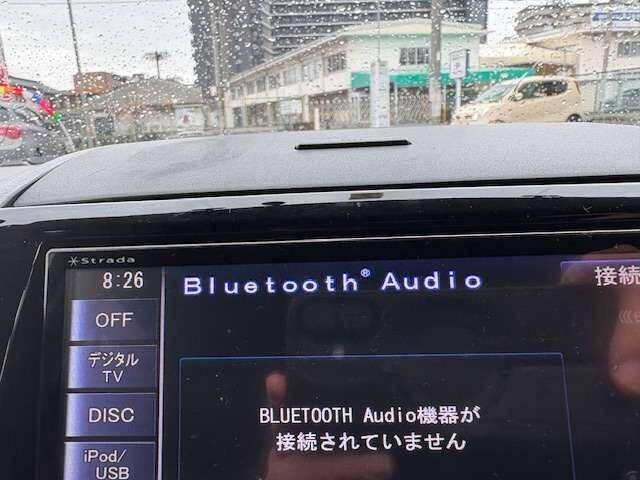 Strada
8:26
Bluetooth® Audio
接続
OFF
デジタル
TV
DISC
iPod/
USB
BLUETOOTH Audio機器が
接続されていません